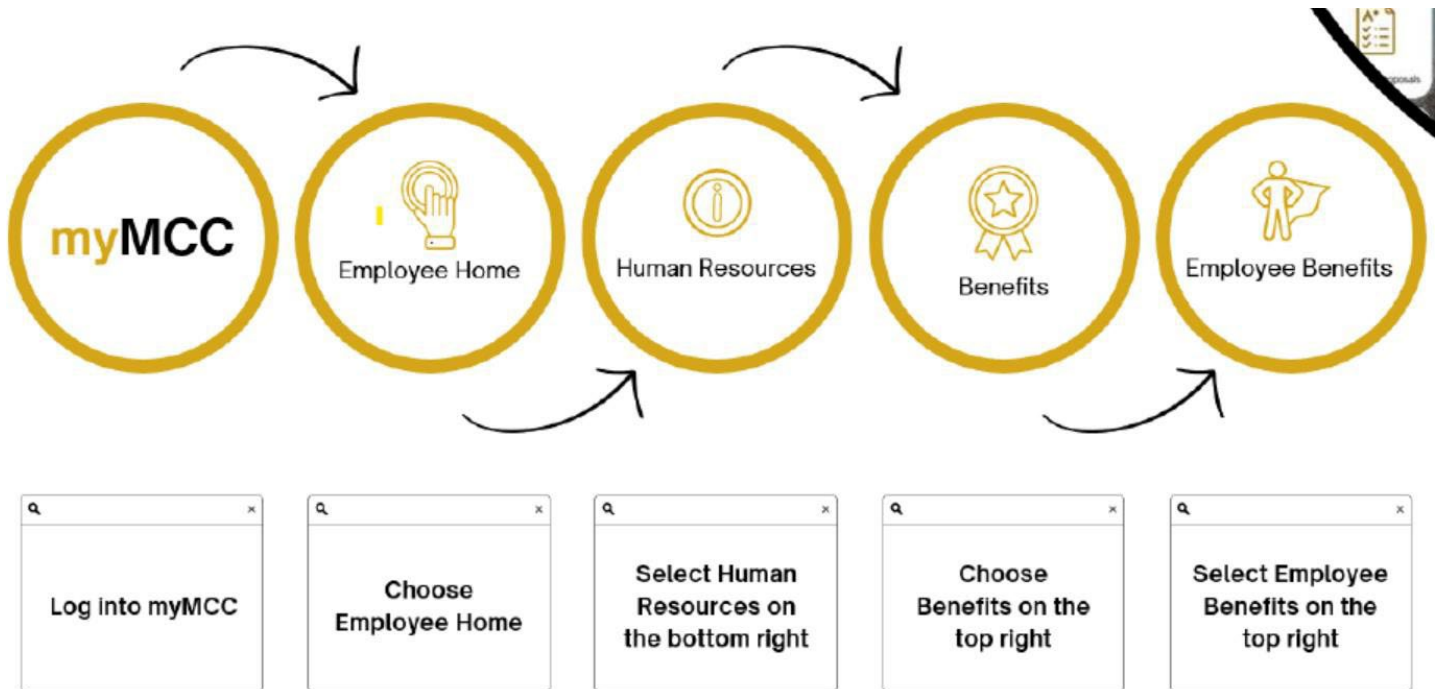 A+
myMCC
Employee Home
Human Resources
Benefits
Employee Benefits
Log into myMCC
Choose
Employee Home
Select Human
Resources on
the bottom right
Choose
Benefits on the
top right
Select Employee
Benefits on the
top right